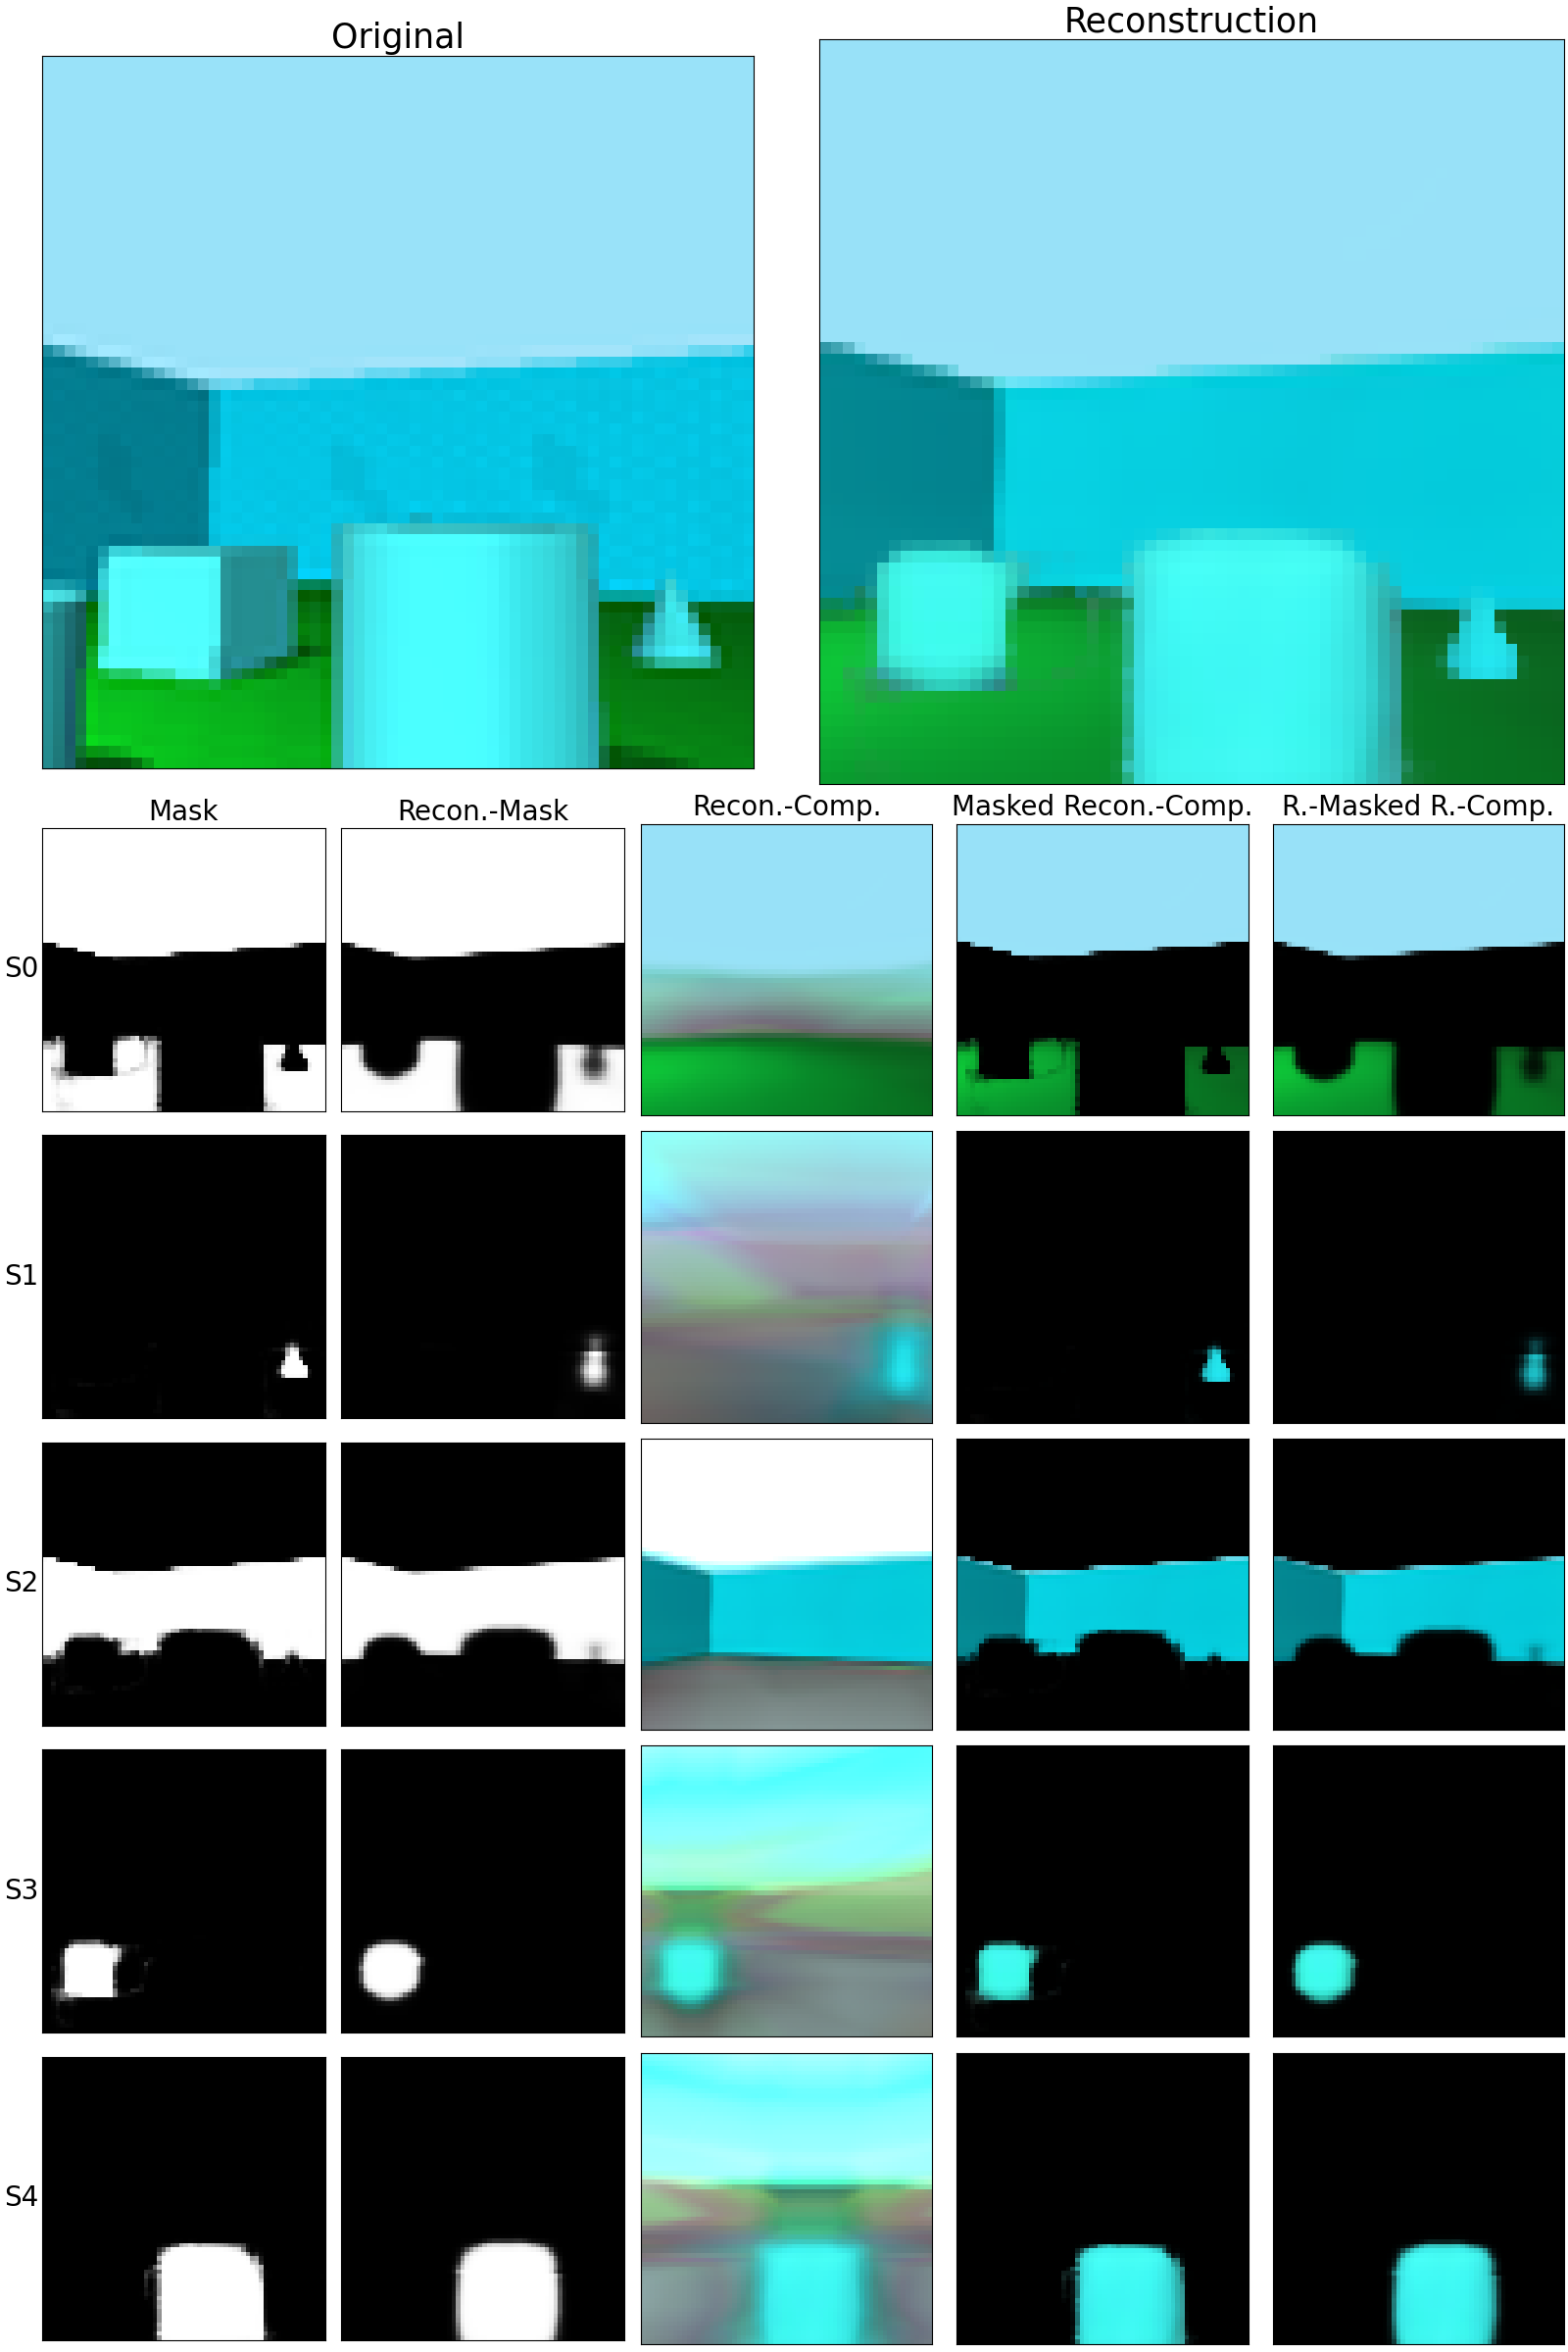 Original
Reconstruction
Mask
Recon.-Mask
Recon.-Comp.
Masked Recon.-Comp.
R.-Masked R.-Comp.
S0
S1
S2
S3
S4